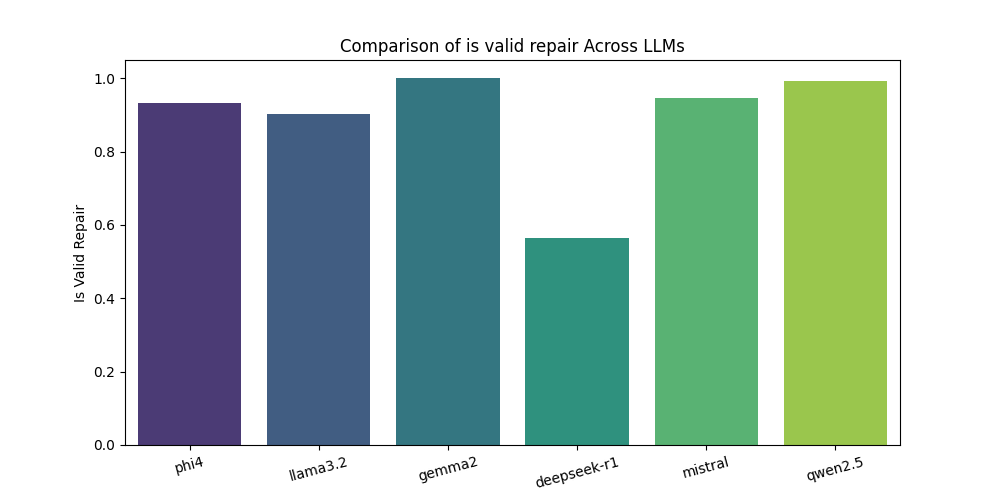 Comparison of is valid repair Across LLMs
Is Valid Repair
1.0
0.8
0.6
0.4
0.2
0.0
phi4
llama3.2
gemma2
deepseek-r1
mistral
qwen2.5